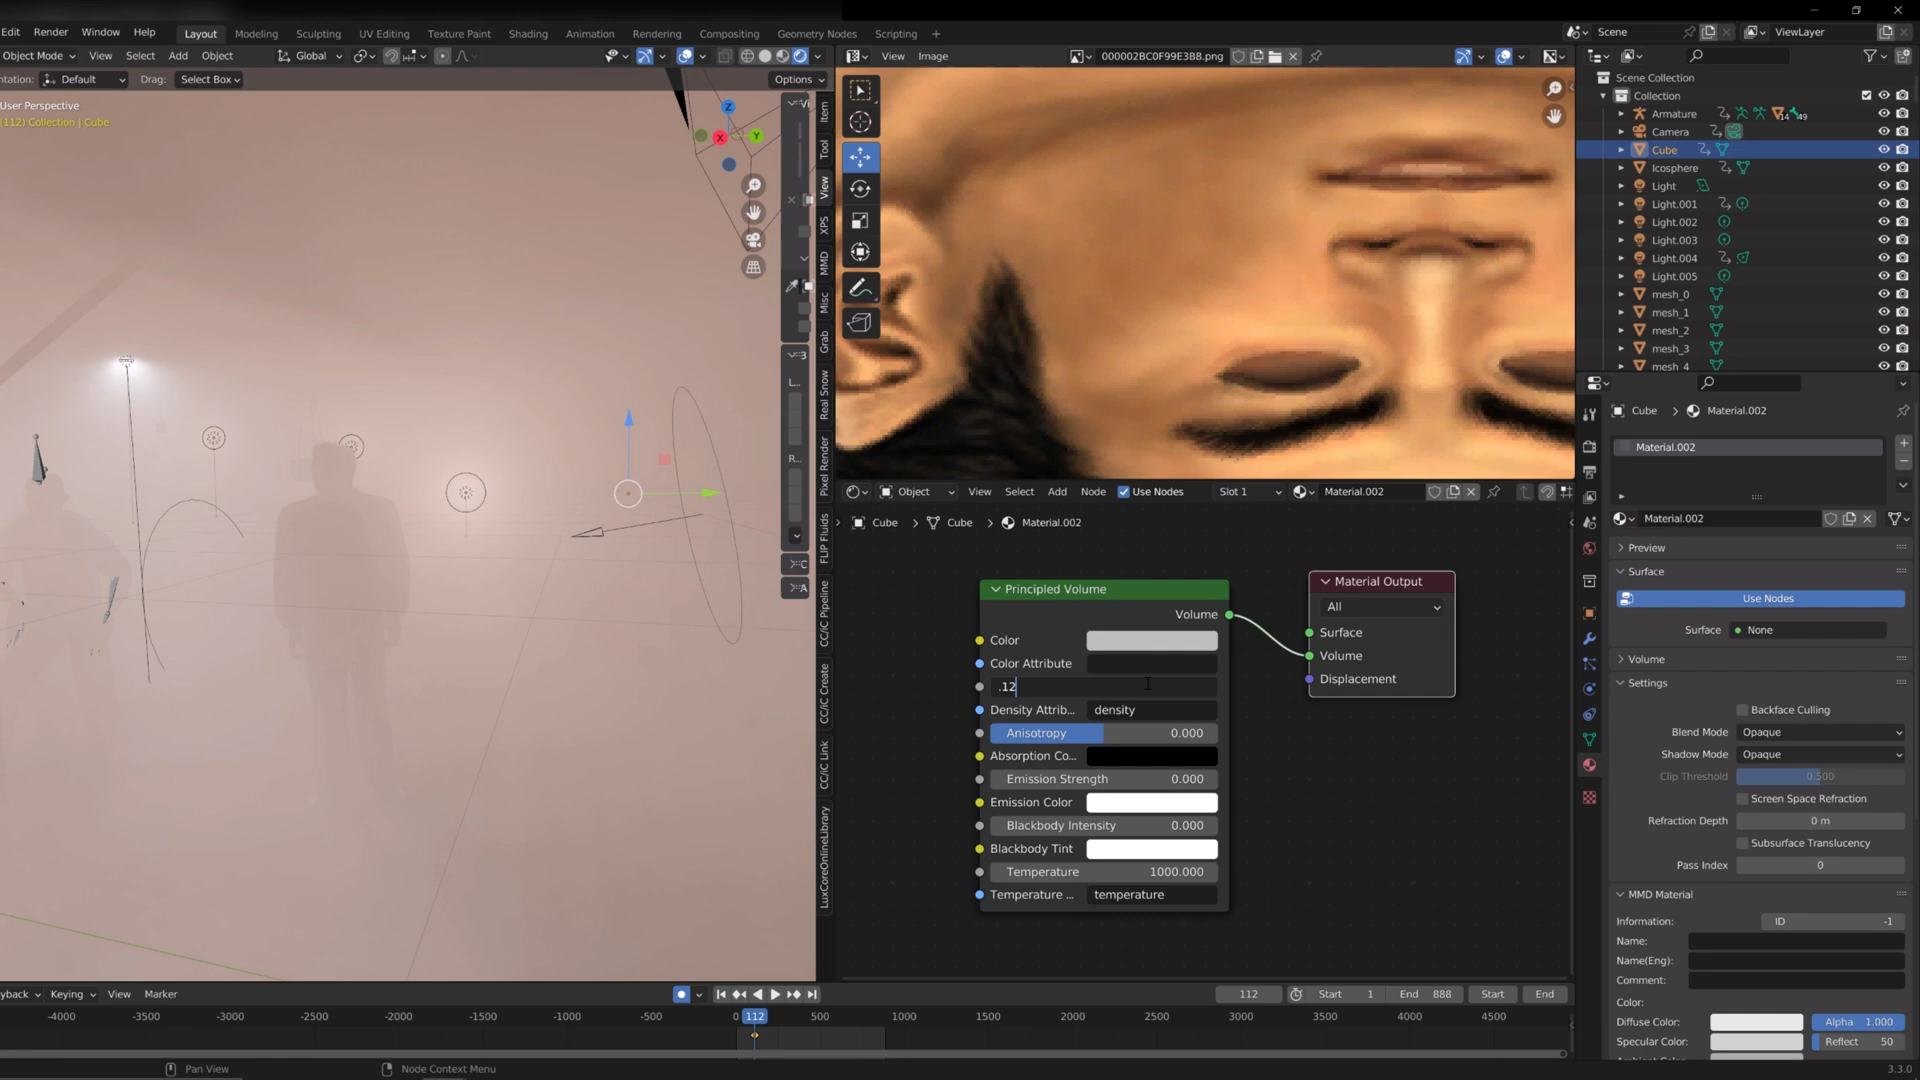 Edit Render Window Help Layout Modeling Sculpting UV Editing Texture Paint Shading Animation Rendering Compositing Geometry Nodes Scripting + Scene ViewLayer
Object Mode View Select Add Object Global View Image 000002BC0F99E3B8.png
ntation: Default Drag: Select Box Options
User Perspective
(112) Collection | Cube
Z
X Y
Item
Tool
View
XPS
MMD
Misc
Grab
Real Snow
Pixel Render
FLIP Fluids
CC/iC Pipeline
CC/iC Create
CC/iC Link
LuxCoreOnlineLibrary
Scene Collection
Collection
Armature 14 49
Camera
Cube
Icosphere
Light
Light.001
Light.002
Light.003
Light.004
Light.005
mesh_0
mesh_1
mesh_2
mesh_3
mesh_4
Object View Select Add Node Use Nodes Slot 1 Material.002
Cube > Cube > Material.002
Principled Volume
Volume
Color
Color Attribute
.12
Density Attrib... density
Anisotropy 0.000
Absorption Co...
Emission Strength 0.000
Emission Color
Blackbody Intensity 0.000
Blackbody Tint
Temperature 1000.000
Temperature ... temperature
Material Output
All
Surface
Volume
Displacement
Cube > Material.002
Material.002
Material.002
Preview
Surface
Use Nodes
Surface None
Volume
Settings
Backface Culling
Blend Mode Opaque
Shadow Mode Opaque
Clip Threshold 0.500
Screen Space Refraction
Refraction Depth 0 m
Subsurface Translucency
Pass Index 0
MMD Material
Information: ID -1
Name:
Name(Eng):
Comment:
Color:
Diffuse Color: Alpha 1.000
Specular Color: Reflect 50
yback Keying View Marker 112 Start 1 End 888 Start End
-4000 -3500 -3000 -2500 -2000 -1500 -1000 -500 0 112 500 1000 1500 2000 2500 3000 3500 4000 4500
Pan View Node Context Menu 3.3.0